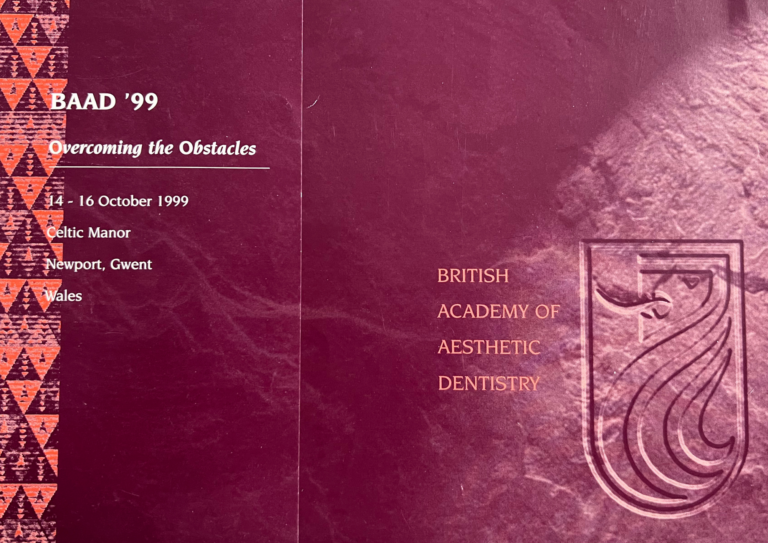 BAAD '99
Overcoming the Obstacles
14 - 16 October 1999
Celtic Manor
Newport, Gwent
Wales
BRITISH
ACADEMY OF
AESTHETIC
DENTISTRY